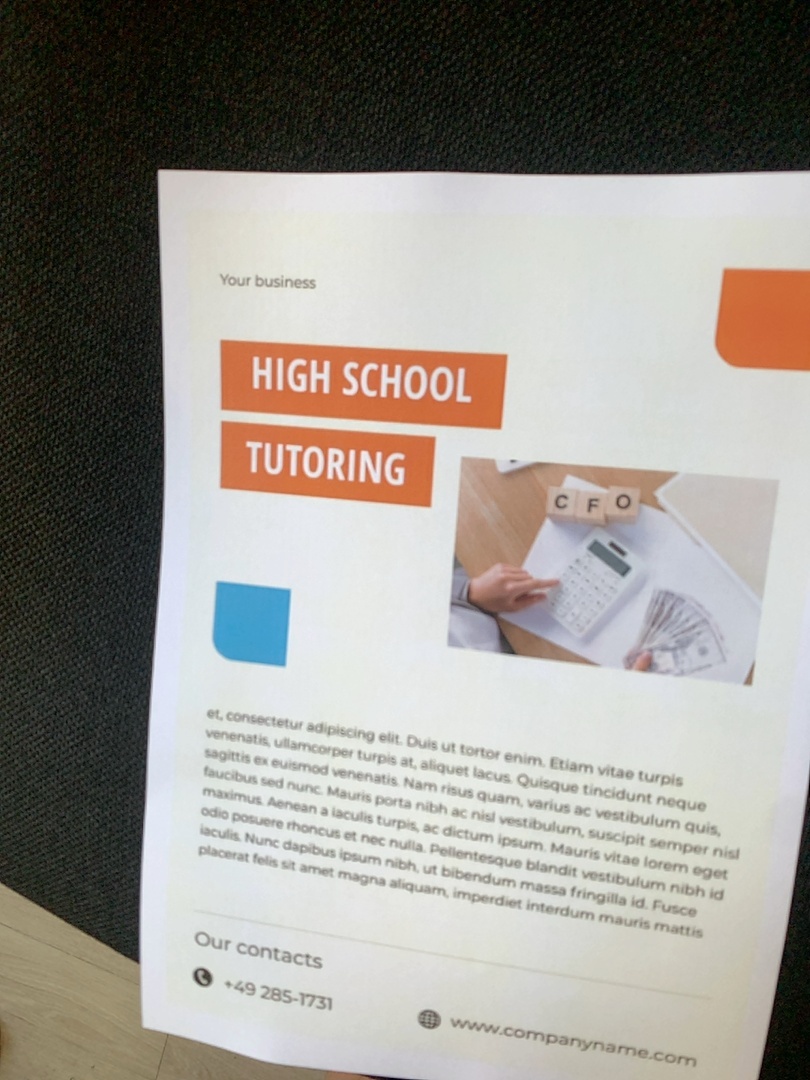 Your business
HIGH SCHOOL
TUTORING
C F O
et, consectetur adipiscing elit. Duis ut tortor enim. Etiam vitae turpis
venenatis, ullamcorper turpis at, aliquet lacus. Quisque tincidunt neque
sagittis ex euismod venenatis. Nam risus quam, varius ac vestibulum quis,
faucibus sed nunc. Mauris porta nibh ac nisl vestibulum, suscipit semper nisl
maximus. Aenean a iaculis turpis, ac dictum ipsum. Mauris vitae lorem eget
odio posuere rhoncus et nec nulla. Pellentesque blandit vestibulum nibh id
iaculis. Nunc dapibus ipsum nibh, ut bibendum massa fringilla id. Fusce
placerat felis sit amet magna aliquam, imperdiet interdum mauris mattis
Our contacts
+49 285-1731
www.companyname.com